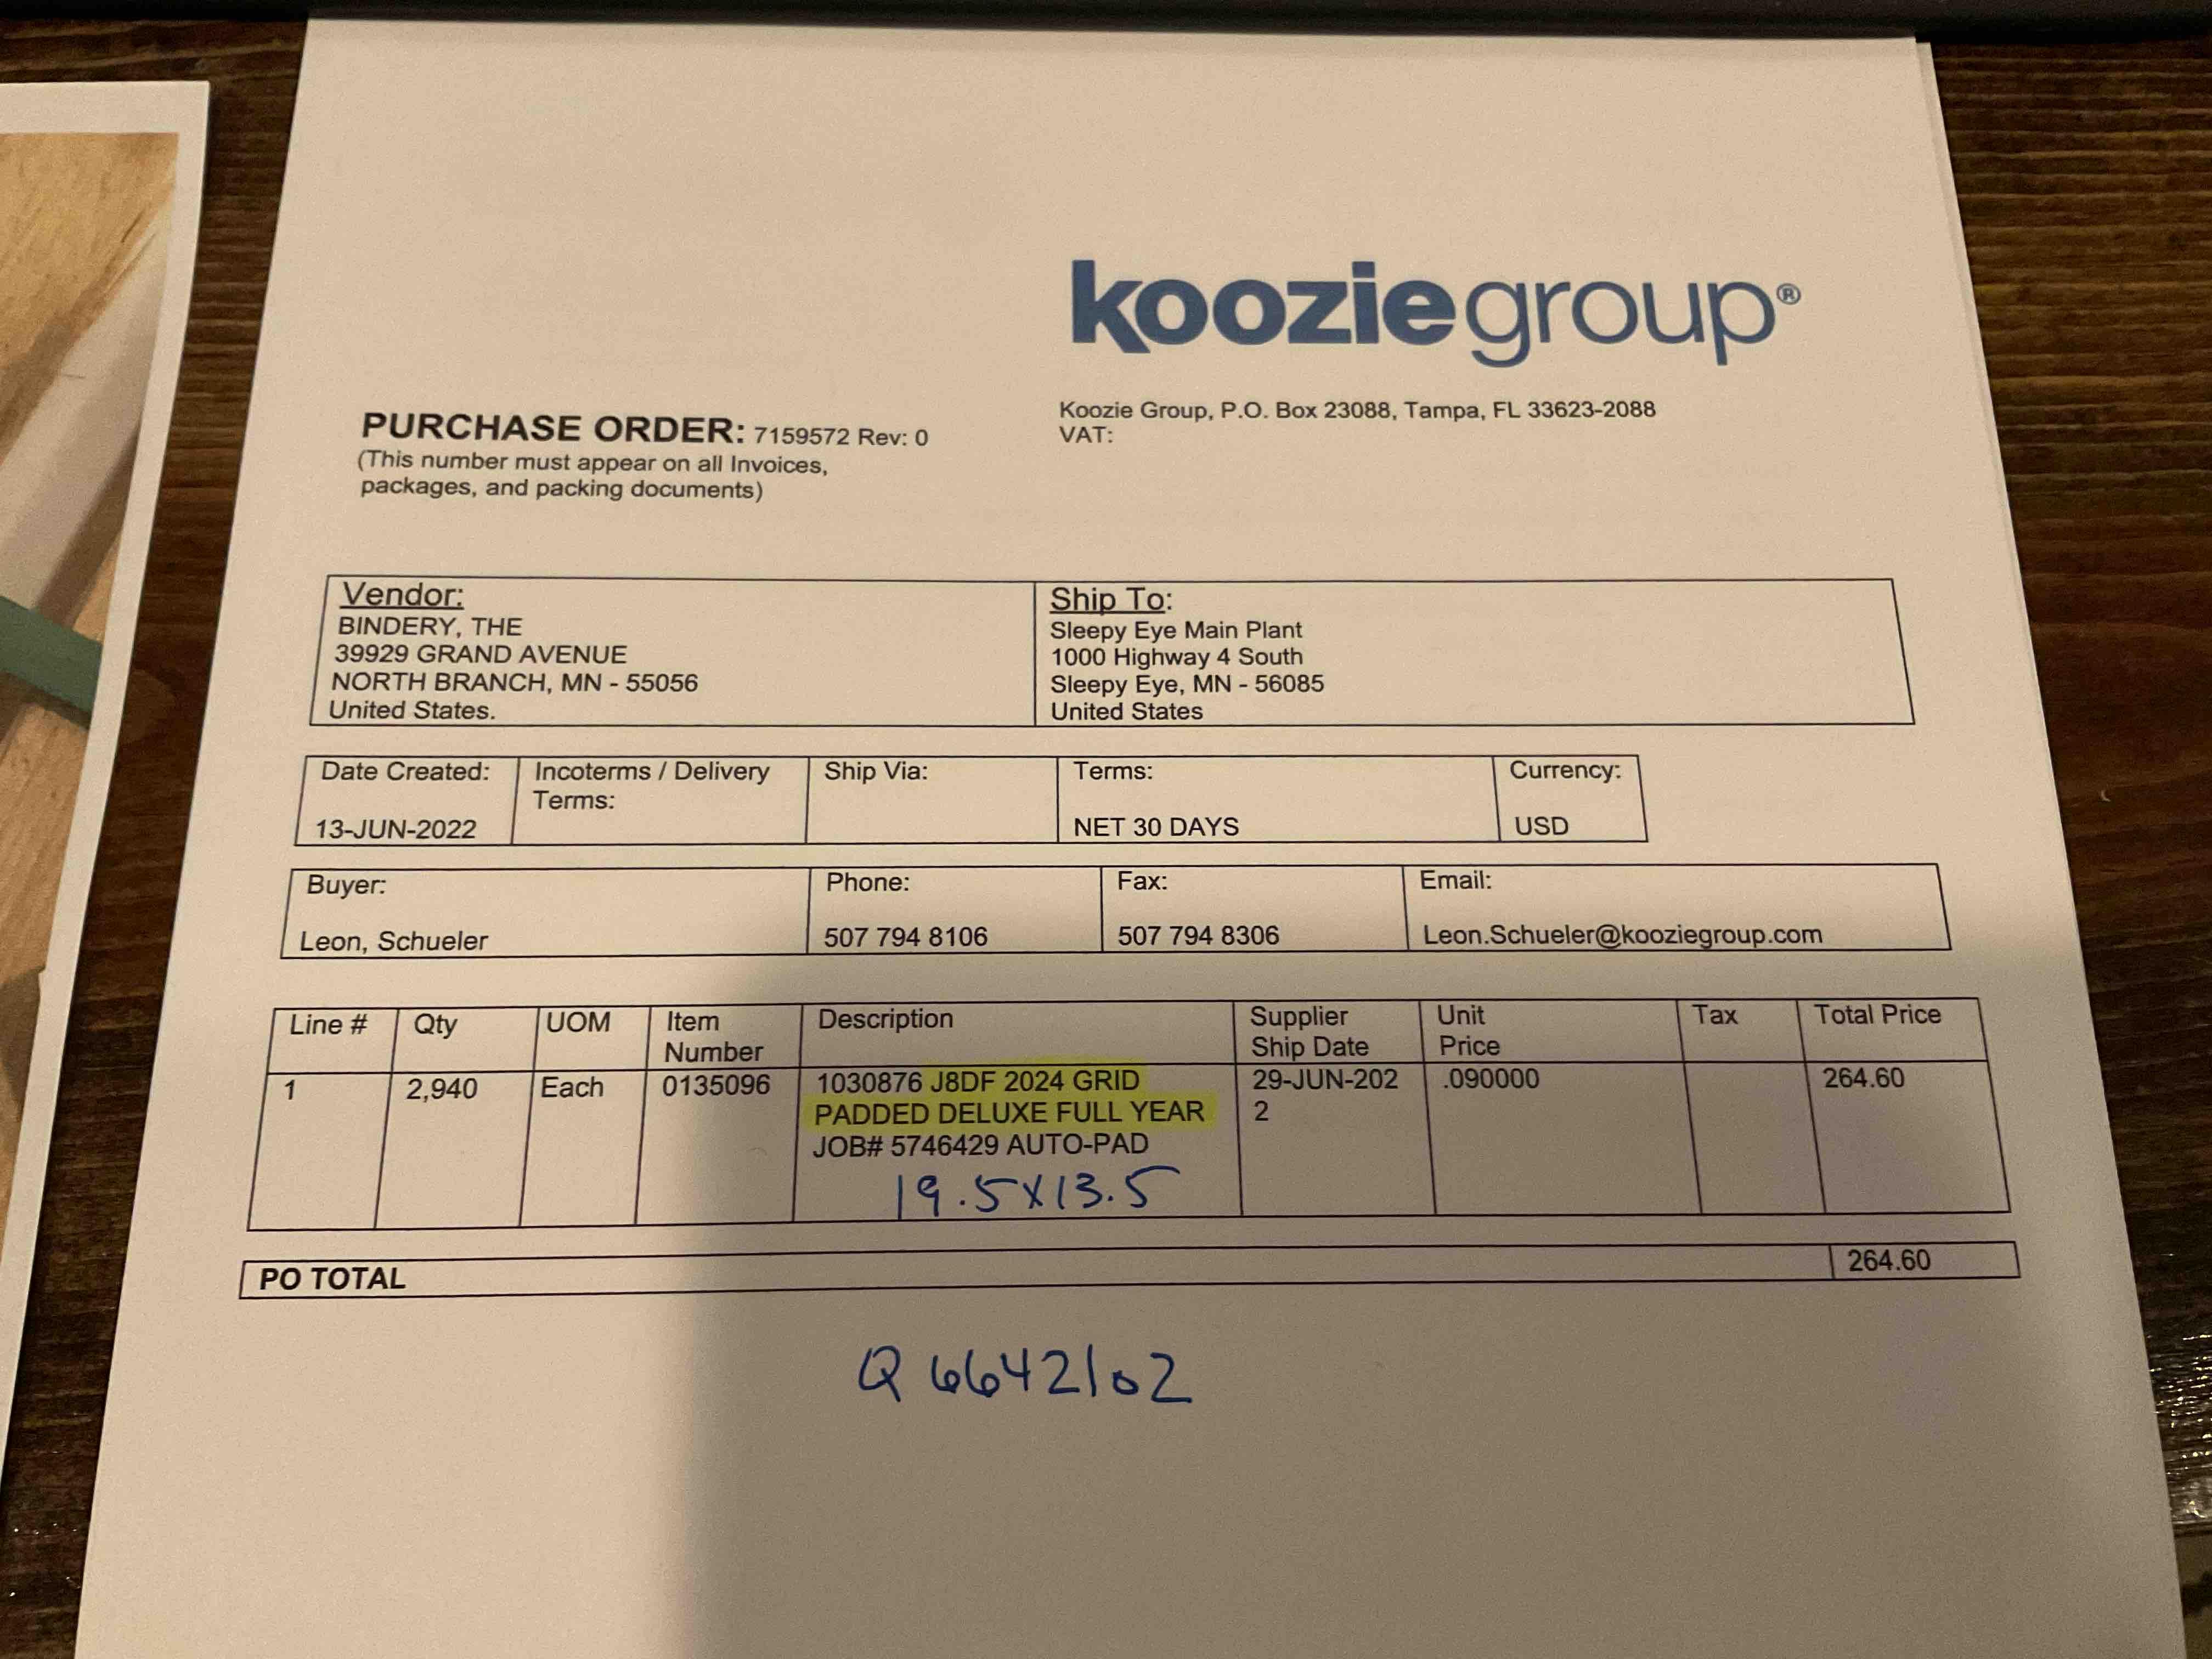 kooziegroup®
Koozie Group, P.O. Box 23088, Tampa, FL 33623-2088
VAT:
PURCHASE ORDER: 7159572 Rev: 0
(This number must appear on all Invoices,
packages, and packing documents)
Vendor:
BINDERY, THE
39929 GRAND AVENUE
NORTH BRANCH, MN - 55056
United States.
Ship To:
Sleepy Eye Main Plant
1000 Highway 4 South
Sleepy Eye, MN - 56085
United States
Date Created: Incoterms / Delivery Terms: Ship Via: Terms: Currency:
13-JUN-2022 NET 30 DAYS USD
Buyer: Phone: Fax: Email:
Leon, Schueler 507 794 8106 507 794 8306 Leon.Schueler@kooziegroup.com
Line # Qty UOM Item Number Description Supplier Ship Date Unit Price Tax Total Price
1 2,940 Each 0135096 1030876 J8DF 2024 GRID 29-JUN-202 .090000 264.60
PADDED DELUXE FULL YEAR 2
JOB# 5746429 AUTO-PAD
19.5x13.5
PO TOTAL 264.60
Q 6642102